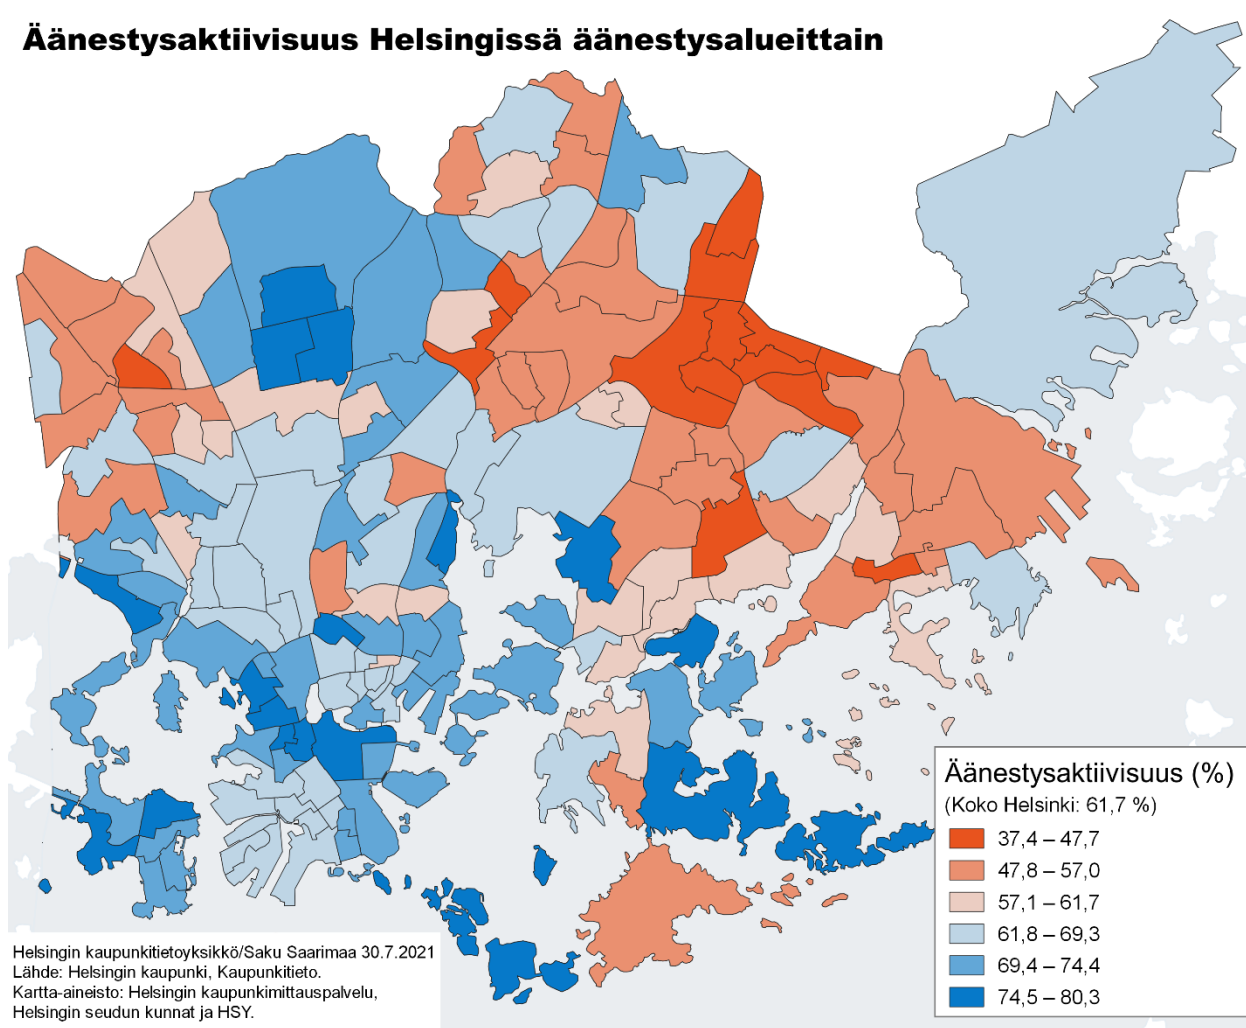 Äänestysaktiivisuus Helsingissä äänestysalueittain
Äänestysaktiivisuus (%)
(Koko Helsinki: 61,7 %)
37,4 – 47,7
47,8 – 57,0
57,1 – 61,7
61,8 – 69,3
69,4 – 74,4
74,5 – 80,3
Helsingin kaupunkitietoyksikkö/Saku Saarimaa 30.7.2021
Lähde: Helsingin kaupunki, Kaupunkitieto.
Kartta-aineisto: Helsingin kaupunkimittauspalvelu,
Helsingin seudun kunnat ja HSY.